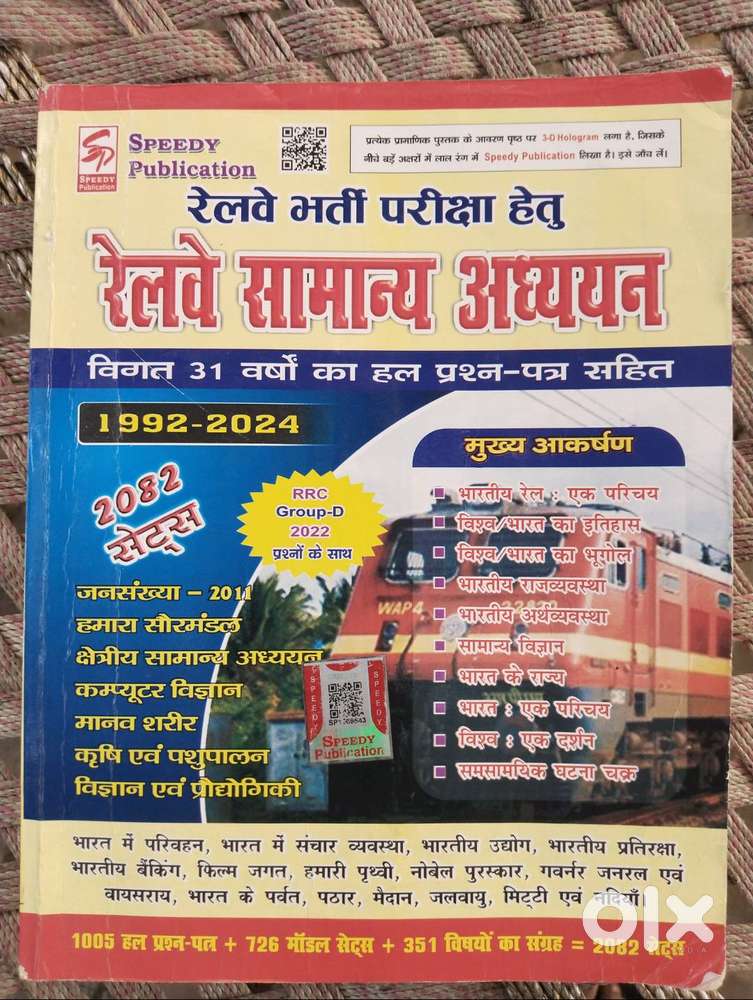 SP
SPEEDY
Publication
SPEEDY
Publication
प्रत्येक प्रामाणिक पुस्तक के आवरण पृष्ठ पर 3-D Hologram लगा है, जिसके
नीचे बड़ें अक्षरों में लाल रंग में Speedy Publication लिखा है। इसे जाँच लें।
रेलवे भर्ती परीक्षा हेतु
रेलवे सामान्य अध्ययन
विगत 31 वर्षों का हल प्रश्न-पत्र सहित
1992-2024
2082
सेट्स
RRC
Group-D
2022
प्रश्नों के साथ
जनसंख्या – 2011
हमारा सौरमंडल
क्षेत्रीय सामान्य अध्ययन
कम्प्यूटर विज्ञान
मानव शरीर
कृषि एवं पशुपालन
विज्ञान एवं प्रौद्योगिकी
मुख्य आकर्षण
भारतीय रेल : एक परिचय
विश्व/भारत का इतिहास
विश्व/भारत का भूगोल
भारतीय राजव्यवस्था
भारतीय अर्थव्यवस्था
सामान्य विज्ञान
भारत के राज्य
भारत : एक परिचय
विश्व : एक दर्शन
समसामयिक घटना चक्र
WAP4
SPEEDY
SPEEDY
SPEEDY
Publication
भारत में परिवहन, भारत में संचार व्यवस्था, भारतीय उद्योग, भारतीय प्रतिरक्षा,
भारतीय बैंकिंग, फिल्म जगत, हमारी पृथ्वी, नोबेल पुरस्कार, गवर्नर जनरल एवं
वायसराय, भारत के पर्वत, पठार, मैदान, जलवायु, मिट्टी एवं नदियाँ।
1005 हल प्रश्न-पत्र + 726 मॉडल सेट्स + 351 विषयों का संग्रह = 2082 सेट्स
olx